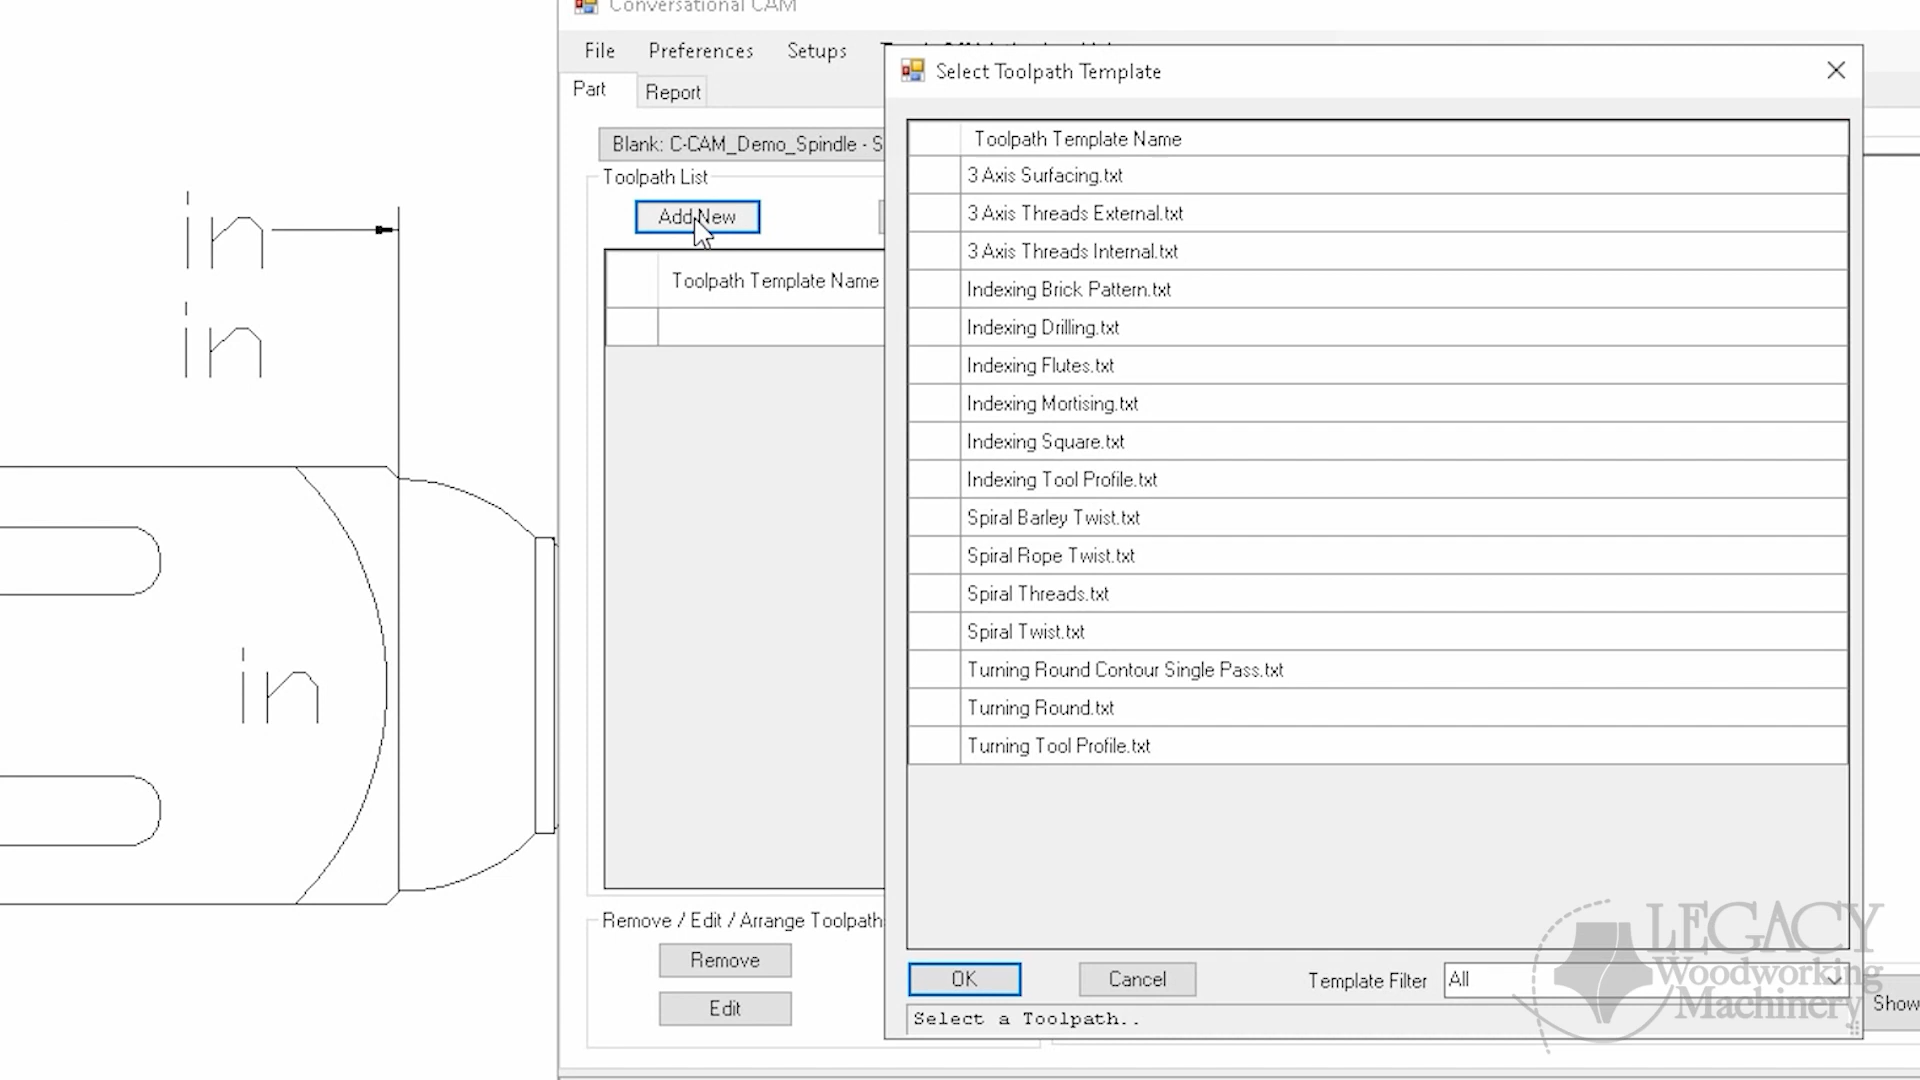 Conversational CAM
File Preferences Setups
Part Report
Blank: C-CAM_Demo_Spindle - S
Toolpath List
Add New
Toolpath Template Name
Remove / Edit / Arrange Toolpath
Remove
Edit
in
in
in
Select Toolpath Template
Toolpath Template Name
3 Axis Surfacing.txt
3 Axis Threads External.txt
3 Axis Threads Internal.txt
Indexing Brick Pattern.txt
Indexing Drilling.txt
Indexing Flutes.txt
Indexing Mortising.txt
Indexing Square.txt
Indexing Tool Profile.txt
Spiral Barley Twist.txt
Spiral Rope Twist.txt
Spiral Threads.txt
Spiral Twist.txt
Turning Round Contour Single Pass.txt
Turning Round.txt
Turning Tool Profile.txt
OK Cancel Template Filter All
Select a Toolpath..
Show
LEGACY
Woodworking
Machinery